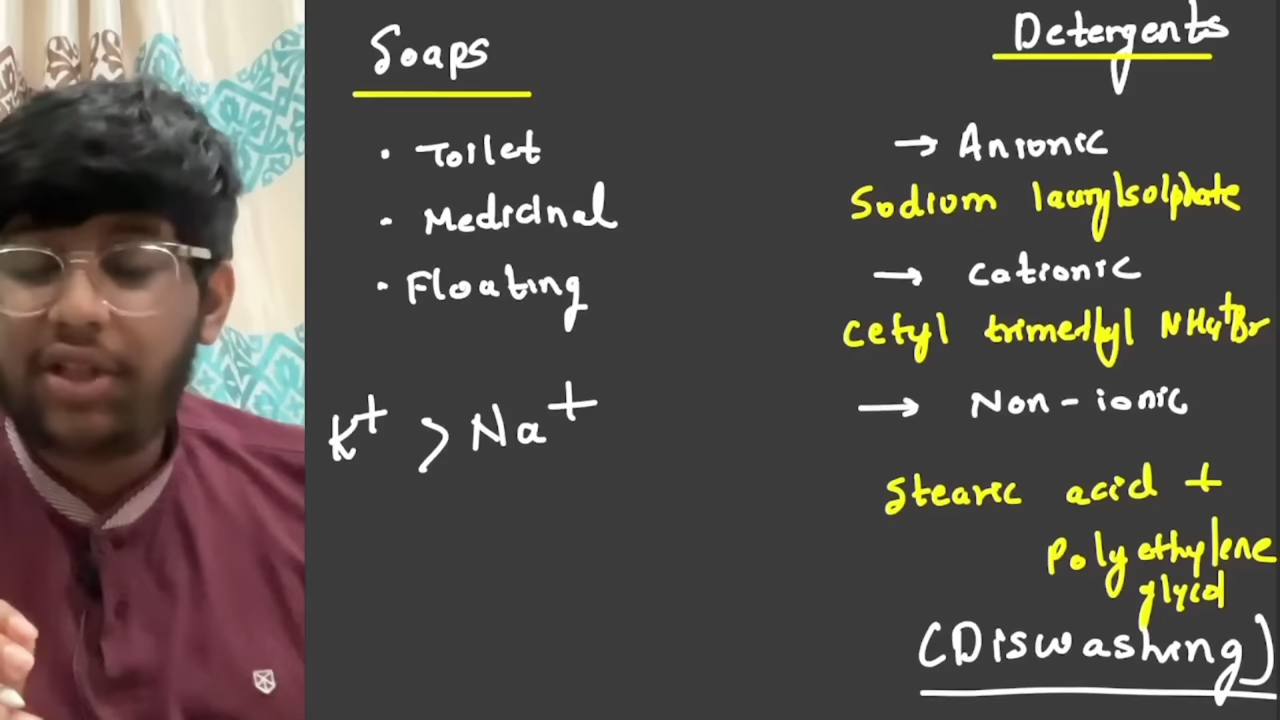 Soaps
• Toilet
• Medicinal
• Floating
K+ > Na+
Detergents
→ Anionic
Sodium laurylsolphate
→ Cationic
Cetyl trimethyl NH4+Br
→ Non-ionic
Stearic acid +
Polyethylene
glycol
(Diswashing)